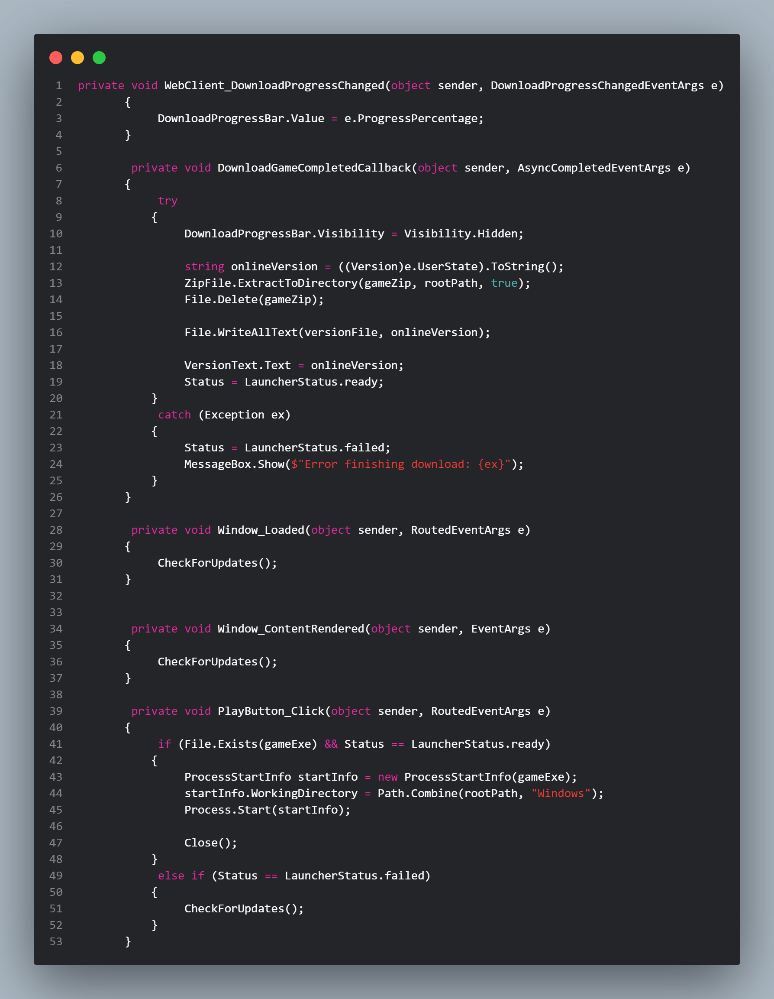 1 private void WebClient_DownloadProgressChanged(object sender, DownloadProgressChangedEventArgs e)
2 {
3 DownloadProgressBar.Value = e.ProgressPercentage;
4 }
5
6 private void DownloadGameCompletedCallback(object sender, AsyncCompletedEventArgs e)
7 {
8 try
9 {
10 DownloadProgressBar.Visibility = Visibility.Hidden;
11
12 string onlineVersion = ((Version)e.UserState).ToString();
13 ZipFile.ExtractToDirectory(gameZip, rootPath, true);
14 File.Delete(gameZip);
15
16 File.WriteAllText(versionFile, onlineVersion);
17
18 VersionText.Text = onlineVersion;
19 Status = LauncherStatus.ready;
20 }
21 catch (Exception ex)
22 {
23 Status = LauncherStatus.failed;
24 MessageBox.Show($"Error finishing download: {ex}");
25 }
26 }
27
28 private void Window_Loaded(object sender, RoutedEventArgs e)
29 {
30 CheckForUpdates();
31 }
32
33
34 private void Window_ContentRendered(object sender, EventArgs e)
35 {
36 CheckForUpdates();
37 }
38
39 private void PlayButton_Click(object sender, RoutedEventArgs e)
40 {
41 if (File.Exists(gameExe) && Status == LauncherStatus.ready)
42 {
43 ProcessStartInfo startInfo = new ProcessStartInfo(gameExe);
44 startInfo.WorkingDirectory = Path.Combine(rootPath, "Windows");
45 Process.Start(startInfo);
46
47 Close();
48 }
49 else if (Status == LauncherStatus.failed)
50 {
51 CheckForUpdates();
52 }
53 }